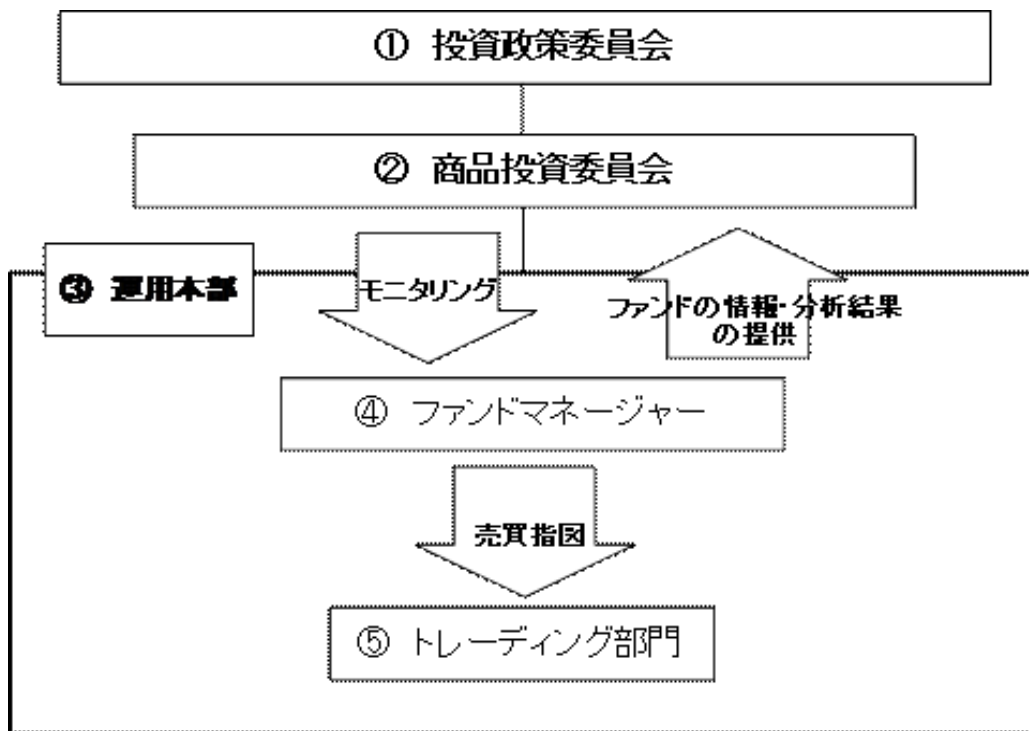 ① 投資政策委員会
② 商品投資委員会
③ 運用本部
モニタリング
ファンドの情報・分析結果
の提供
④ ファンドマネージャー
売買指図
⑤ トレーディング部門